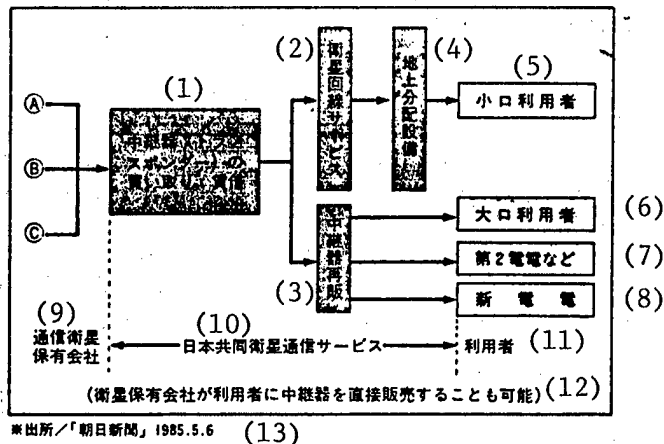 (1)
中継器(トランスポンダー)の
買い取り、賃借
(2)
衛星回線サービス
(4)
地上分配設備
(5)
小口利用者
Ⓐ
Ⓑ
Ⓒ
(3)
中継器再販
大口利用者
(6)
第2電電など
(7)
新電電
(8)
(9)
通信衛星
保有会社
(10)
日本共同衛星通信サービス
利用者
(11)
(衛星保有会社が利用者に中継器を直接販売することも可能)
(12)
※出所/「朝日新聞」1985.5.6
(13)